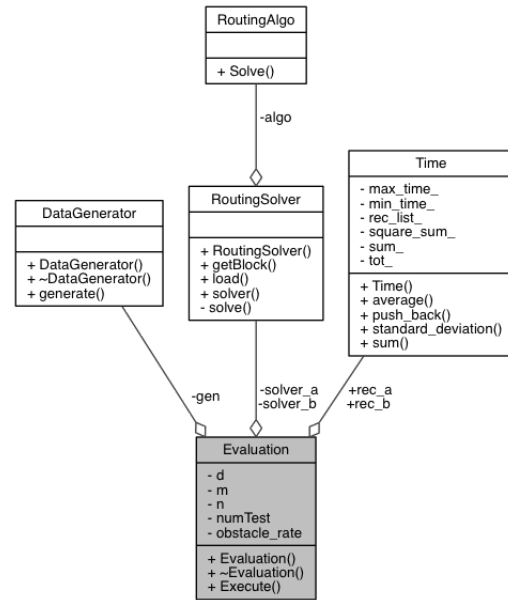 RoutingAlgo
+ Solve()
-algo
Time
- max_time_
- min_time_
- rec_list_
- square_sum_
- sum_
- tot_
+ Time()
+ average()
+ push_back()
+ standard_deviation()
+ sum()
RoutingSolver
+ RoutingSolver()
+ getBlock()
+ load()
+ solver()
- solve()
DataGenerator
+ DataGenerator()
+ ~DataGenerator()
+ generate()
-gen
-solver_a
-solver_b
+rec_a
+rec_b
Evaluation
- d
- m
- n
- numTest
- obstacle_rate
+ Evaluation()
+ ~Evaluation()
+ Execute()